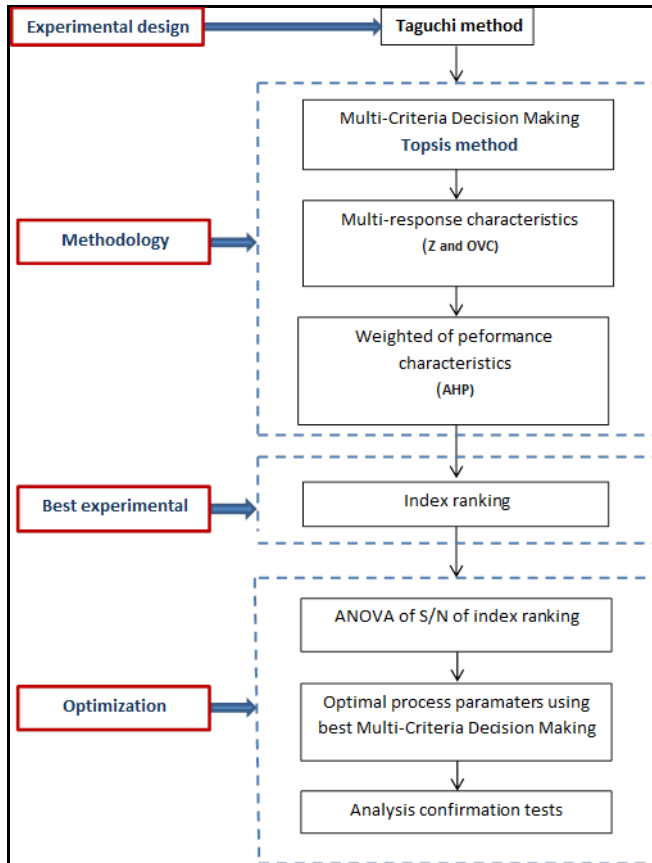 Experimental design
Taguchi method
Multi-Criteria Decision Making
Topsis method
Methodology
Multi-response characteristics
(Z and OVC)
Weighted of peformance
characteristics
(AHP)
Best experimental
Index ranking
ANOVA of S/N of index ranking
Optimization
Optimal process paramaters using
best Multi-Criteria Decision Making
Analysis confirmation tests